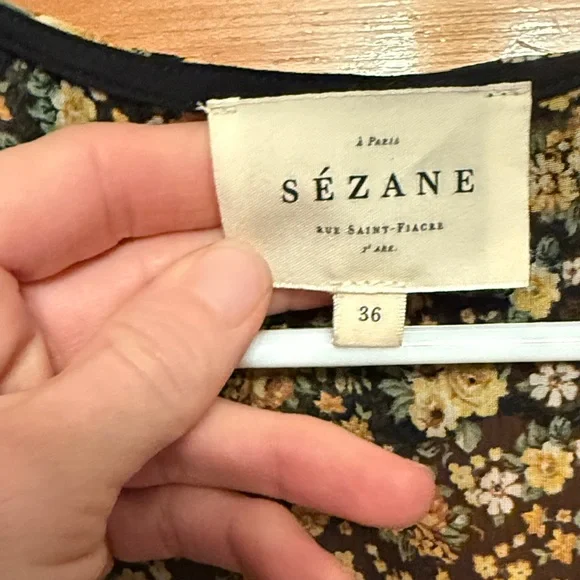 à Paris
SÉZANE
RUE SAINT-FIACRE
2e ARR.
36